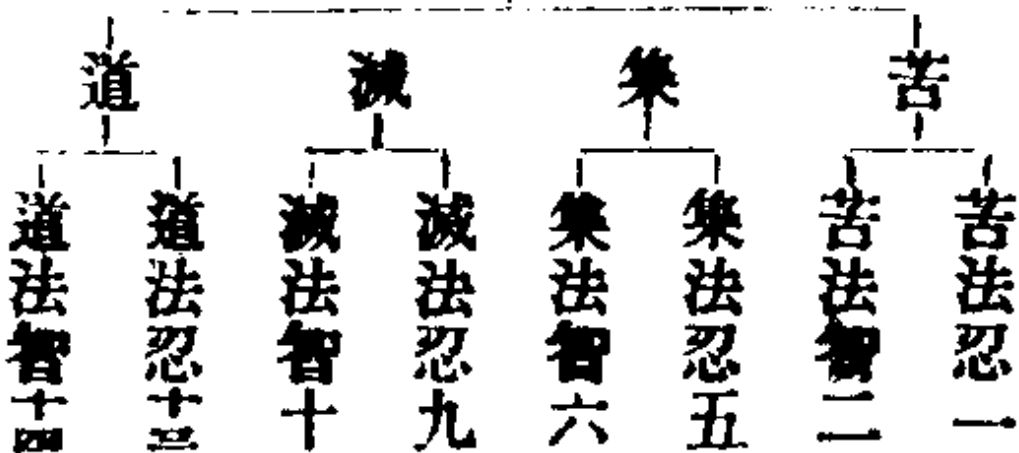 苦
集
滅
道
苦法忍一
苦法智二
集法忍五
集法智六
滅法忍九
滅法智十
道法忍十三
道法智十四